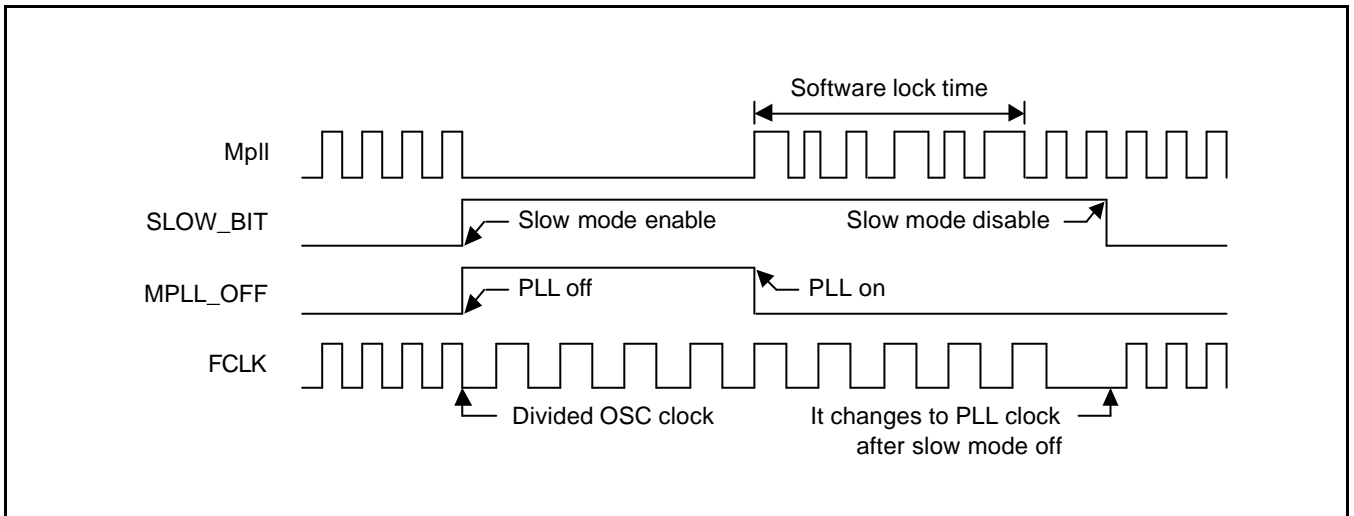 Software lock time
Mpll
SLOW_BIT
Slow mode enable
Slow mode disable
MPLL_OFF
PLL off
PLL on
FCLK
Divided OSC clock
It changes to PLL clock
after slow mode off